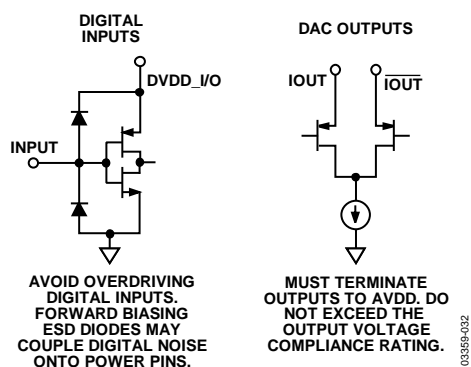 DIGITAL
INPUTS
DVDD_I/O
INPUT
AVOID OVERDRIVING
DIGITAL INPUTS.
FORWARD BIASING
ESD DIODES MAY
COUPLE DIGITAL NOISE
ONTO POWER PINS.
DAC OUTPUTS
IOUT
IOUT
MUST TERMINATE
OUTPUTS TO AVDD. DO
NOT EXCEED THE
OUTPUT VOLTAGE
COMPLIANCE RATING.
03359-032